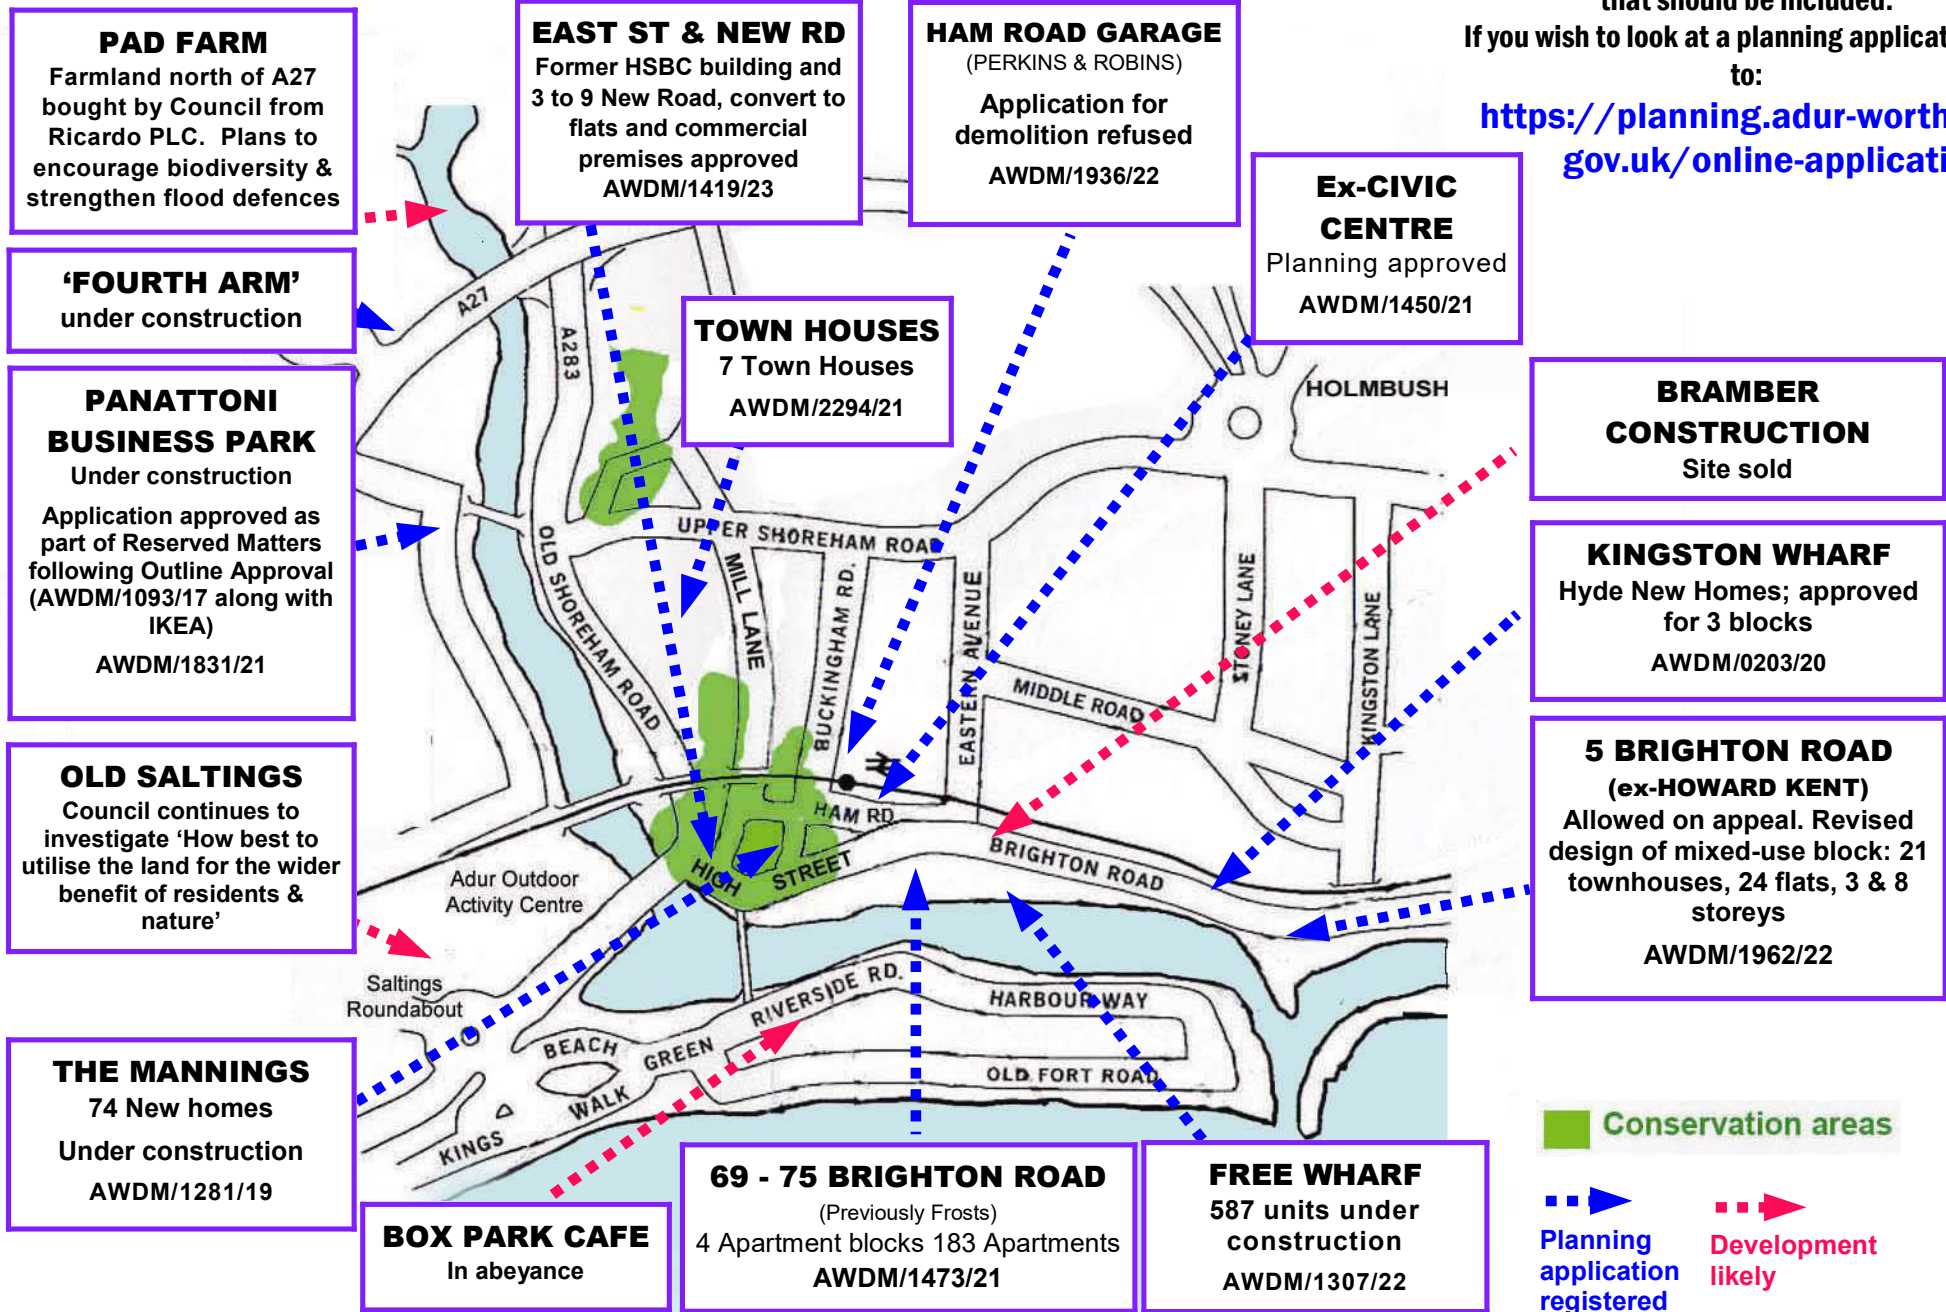 that should be included.
If you wish to look at a planning applicat
to:
https://planning.adur-worth
gov.uk/online-applicati
PAD FARM
Farmland north of A27
bought by Council from
Ricardo PLC. Plans to
encourage biodiversity &
strengthen flood defences
EAST ST & NEW RD
Former HSBC building and
3 to 9 New Road, convert to
flats and commercial
premises approved
AWDM/1419/23
HAM ROAD GARAGE
(PERKINS & ROBINS)
Application for
demolition refused
AWDM/1936/22
Ex-CIVIC
CENTRE
Planning approved
AWDM/1450/21
‘FOURTH ARM’
under construction
TOWN HOUSES
7 Town Houses
AWDM/2294/21
PANATTONI
BUSINESS PARK
Under construction
Application approved as
part of Reserved Matters
following Outline Approval
(AWDM/1093/17 along with
IKEA)
AWDM/1831/21
BRAMBER
CONSTRUCTION
Site sold
KINGSTON WHARF
Hyde New Homes; approved
for 3 blocks
AWDM/0203/20
5 BRIGHTON ROAD
(ex-HOWARD KENT)
Allowed on appeal. Revised
design of mixed-use block: 21
townhouses, 24 flats, 3 & 8
storeys
AWDM/1962/22
OLD SALTINGS
Council continues to
investigate ‘How best to
utilise the land for the wider
benefit of residents &
nature’
THE MANNINGS
74 New homes
Under construction
AWDM/1281/19
BOX PARK CAFE
In abeyance
69 - 75 BRIGHTON ROAD
(Previously Frosts)
4 Apartment blocks 183 Apartments
AWDM/1473/21
FREE WHARF
587 units under
construction
AWDM/1307/22
A27
A283
HOLMBUSH
UPPER SHOREHAM ROAD
OLD SHOREHAM ROAD
MILL LANE
BUCKINGHAM RD.
EASTERN AVENUE
STONEY LANE
KINGSTON LANE
MIDDLE ROAD
HAM RD
HIGH STREET
BRIGHTON ROAD
Adur Outdoor
Activity Centre
Saltings
Roundabout
RIVERSIDE RD.
HARBOUR WAY
BEACH GREEN
OLD FORT ROAD
KINGS WALK
Conservation areas
Planning
application
registered
Development
likely